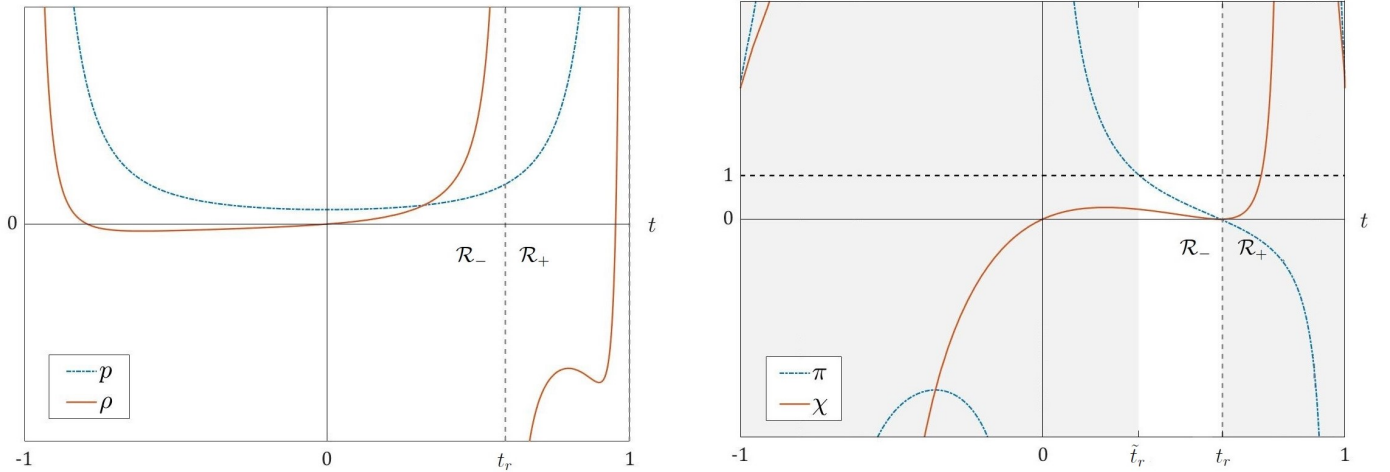 0
t
R₋ R₊
p
ρ
-1 0 t_r 1
1
0
t
R₋ R₊
π
χ
-1 0 t̃_r t_r 1